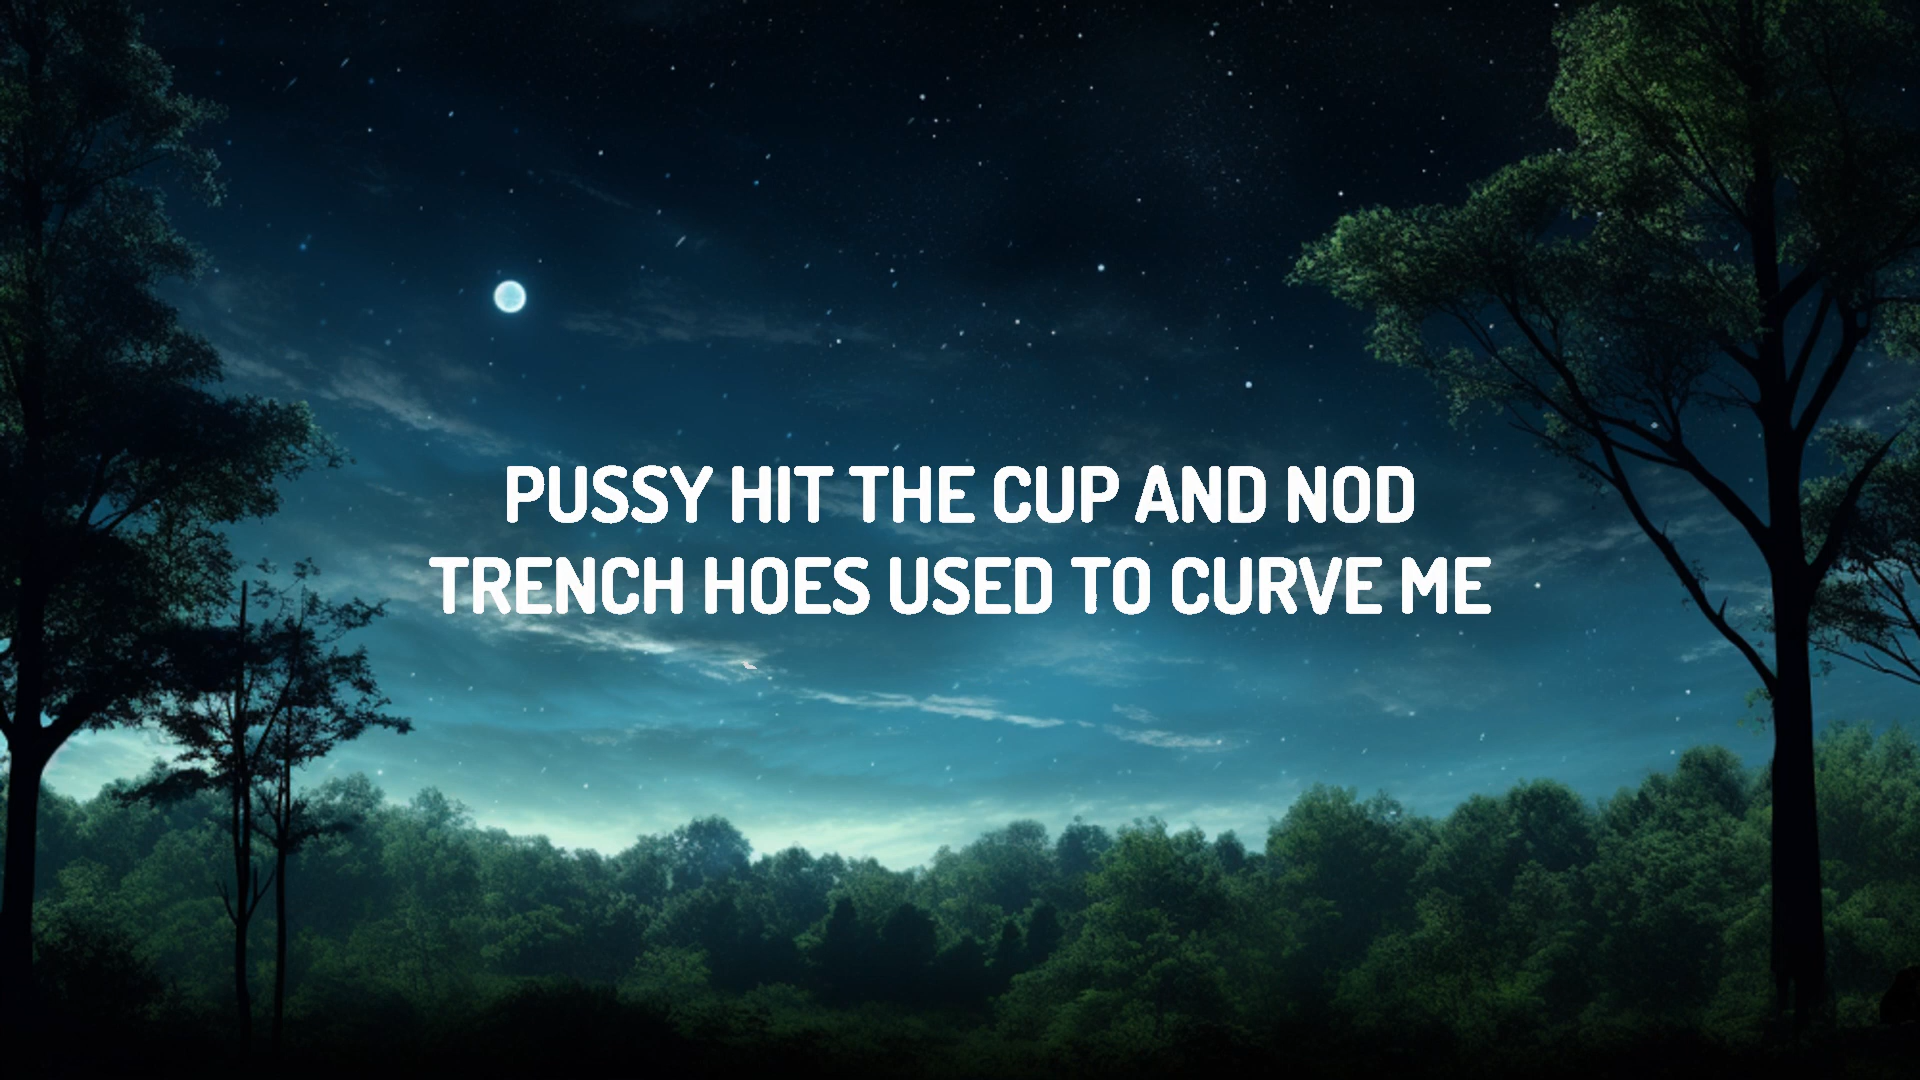 PUSSY HIT THE CUP AND NOD
TRENCH HOES USED TO CURVE ME